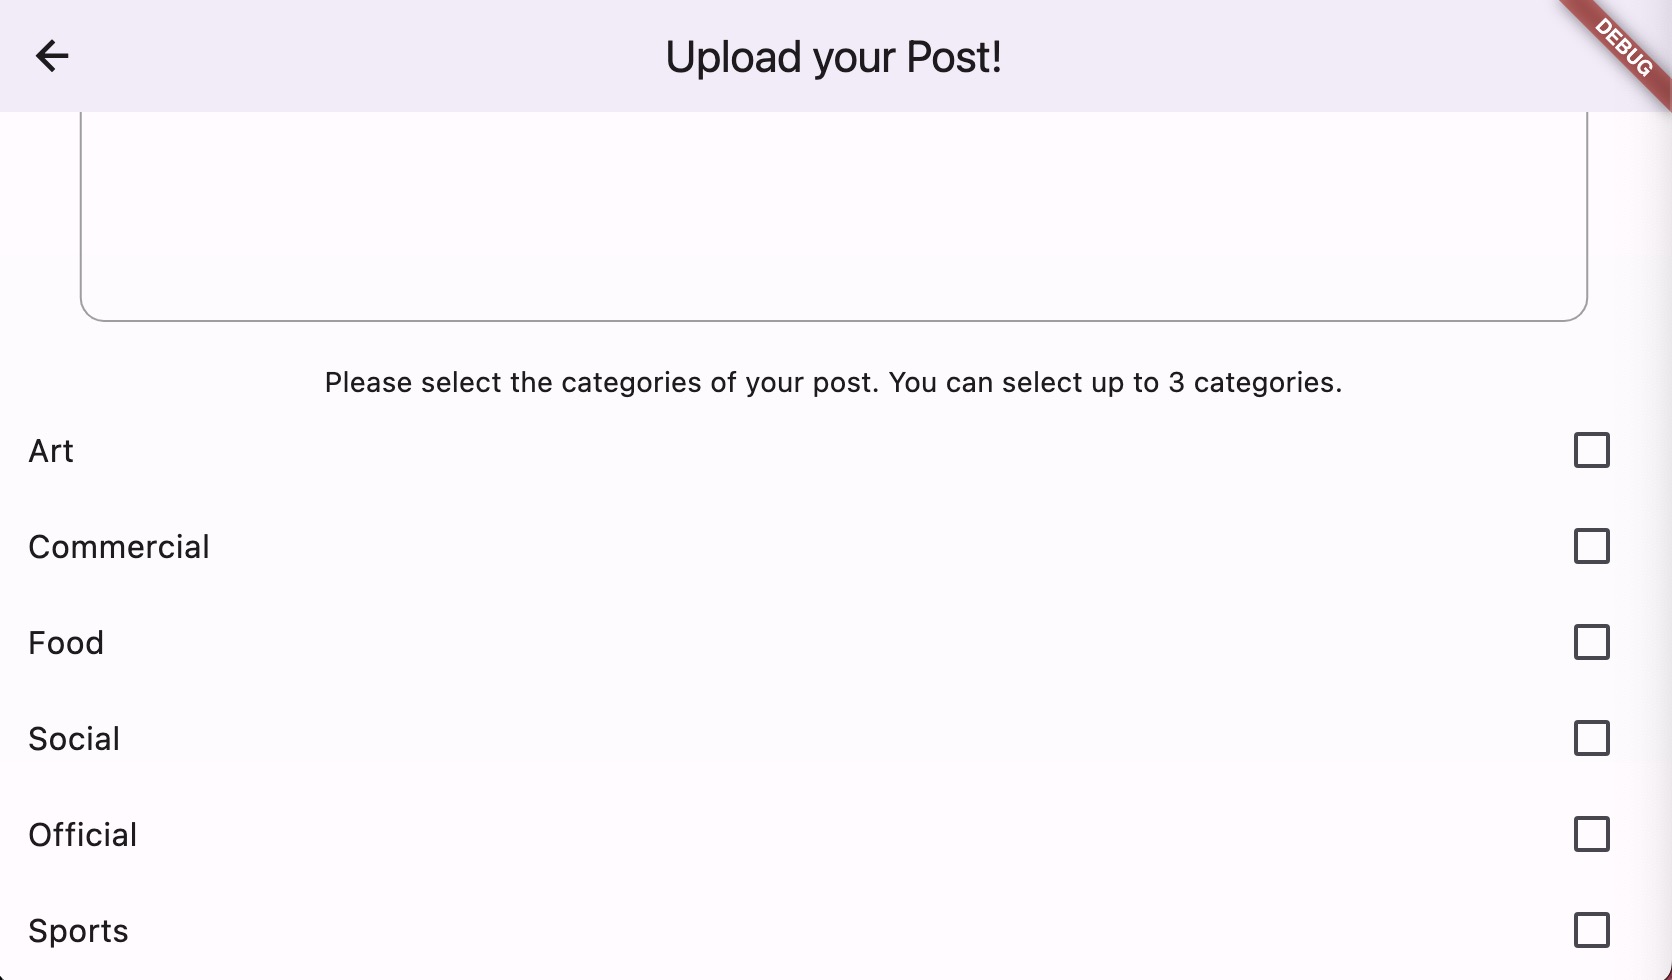 Upload your Post!
DEBUG
Please select the categories of your post. You can select up to 3 categories.
Art
Commercial
Food
Social
Official
Sports